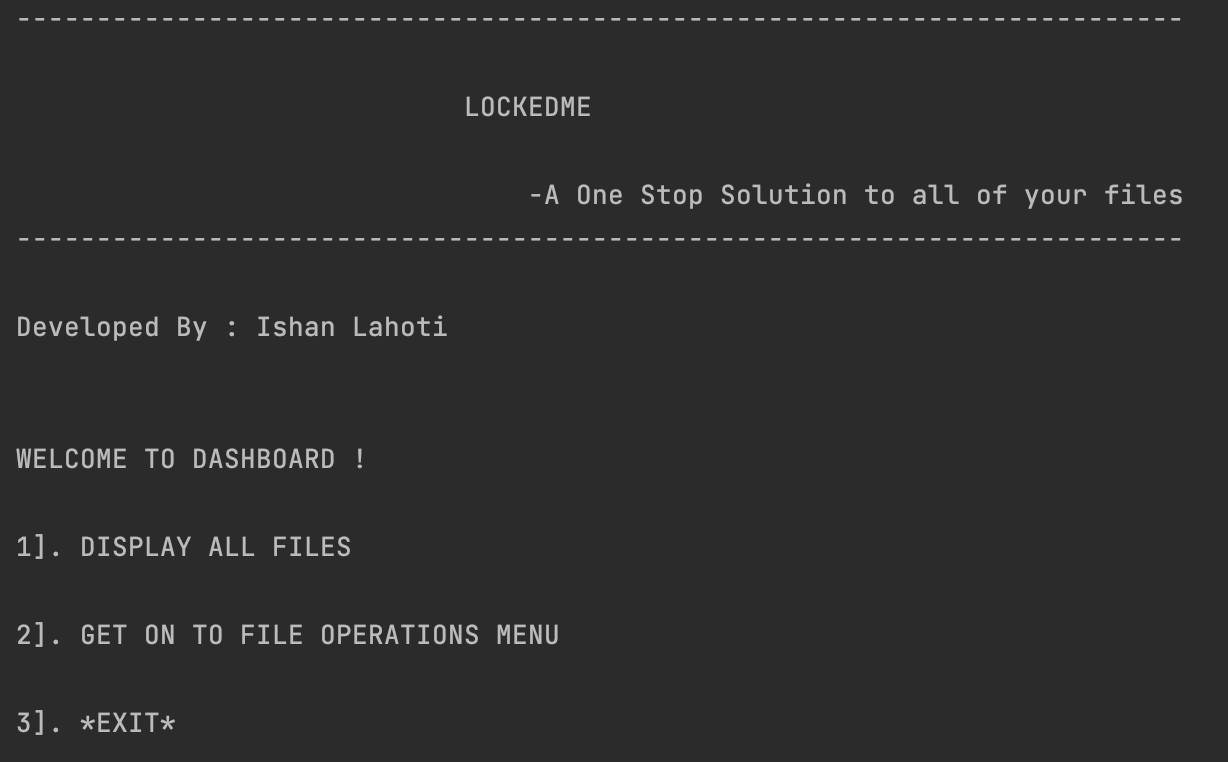 -------------------------------------------------------------------------
LOCKEDME
-A One Stop Solution to all of your files
-------------------------------------------------------------------------
Developed By : Ishan Lahoti
WELCOME TO DASHBOARD !
1]. DISPLAY ALL FILES
2]. GET ON TO FILE OPERATIONS MENU
3]. *EXIT*